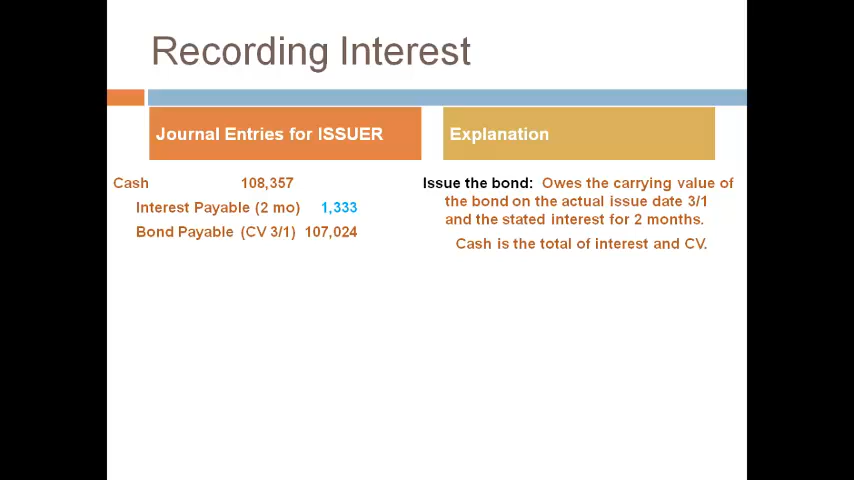 Recording Interest
Journal Entries for ISSUER
Explanation
Cash 108,357
Interest Payable (2 mo) 1,333
Bond Payable (CV 3/1) 107,024
Issue the bond: Owes the carrying value of
the bond on the actual issue date 3/1
and the stated interest for 2 months.
Cash is the total of interest and CV.